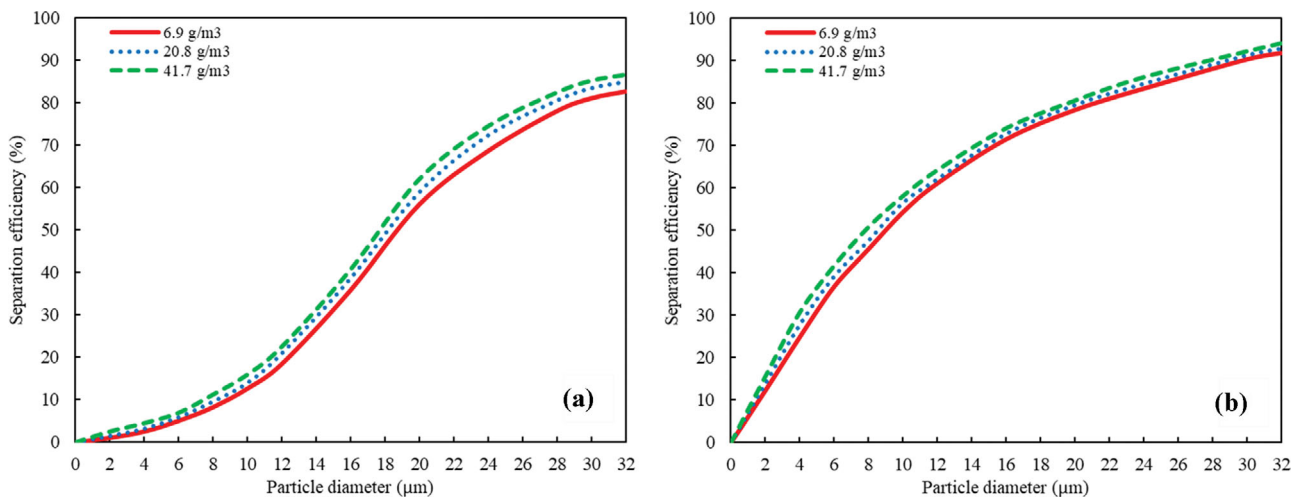 100
90
80
70
60
50
40
30
20
10
0
Separation efficiency (%)
6.9 g/m3
20.8 g/m3
41.7 g/m3
(a)
0 2 4 6 8 10 12 14 16 18 20 22 24 26 28 30 32
Particle diameter (µm)
100
90
80
70
60
50
40
30
20
10
0
Separation efficiency (%)
6.9 g/m3
20.8 g/m3
41.7 g/m3
(b)
0 2 4 6 8 10 12 14 16 18 20 22 24 26 28 30 32
Particle diameter (µm)